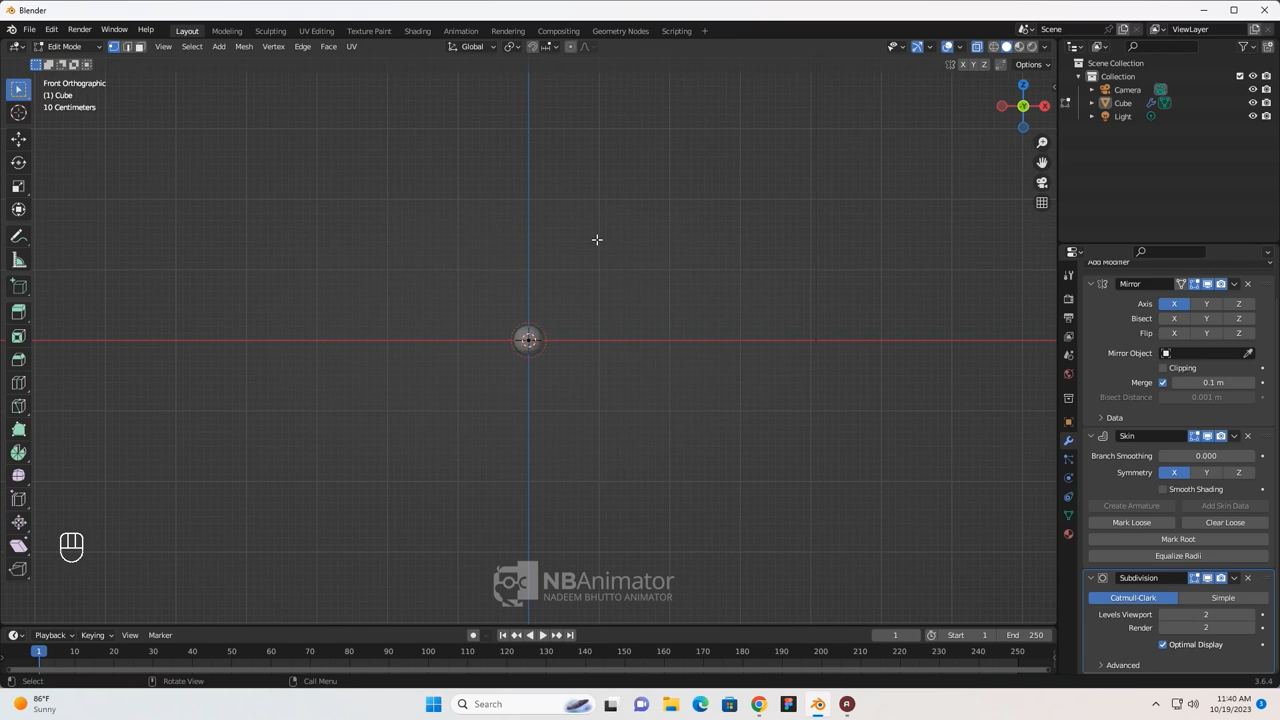 Blender
File Edit Render Window Help
Layout Modeling Sculpting UV Editing Texture Paint Shading Animation Rendering Compositing Geometry Nodes Scripting +
Scene
ViewLayer
Edit Mode View Select Add Mesh Vertex Edge Face UV
Global
X Y Z
Options
Front Orthographic
(1) Cube
10 Centimeters
Z
Y
X
Scene Collection
Collection
Camera
Cube
Light
Add Modifier
Mirror
Axis X Y Z
Bisect X Y Z
Flip X Y Z
Mirror Object
Clipping
Merge 0.1 m
Bisect Distance 0.001 m
Data
Skin
Branch Smoothing 0.000
Symmetry X Y Z
Smooth Shading
Create Armature Add Skin Data
Mark Loose Clear Loose
Mark Root
Equalize Radii
Subdivision
Catmull-Clark Simple
Levels Viewport 2
Render 2
Optimal Display
Advanced
NBAnimator
NADEEM BHUTTO ANIMATOR
Playback Keying View Marker
1 Start 1 End 250
1 10 20 30 40 50 60 70 80 90 100 110 120 130 140 150 160 170 180 190 200 210 220 230 240 250
Select Rotate View Call Menu
3.6.4
86°F
Sunny
Search
11:40 AM
10/19/2023
3